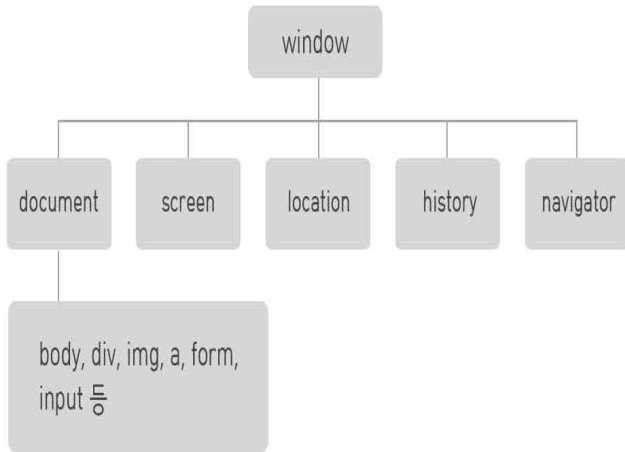 window
document
screen
location
history
navigator
body, div, img, a, form,
input 등